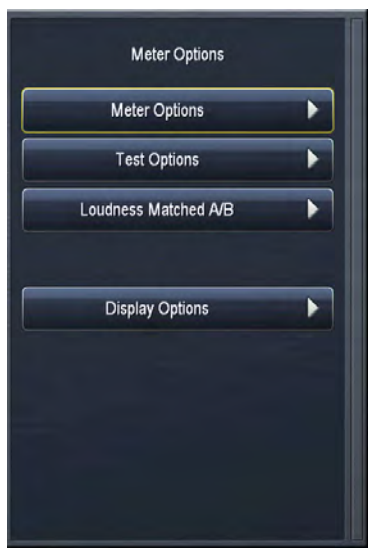 Meter Options
Meter Options
Test Options
Loudness Matched A/B
Display Options